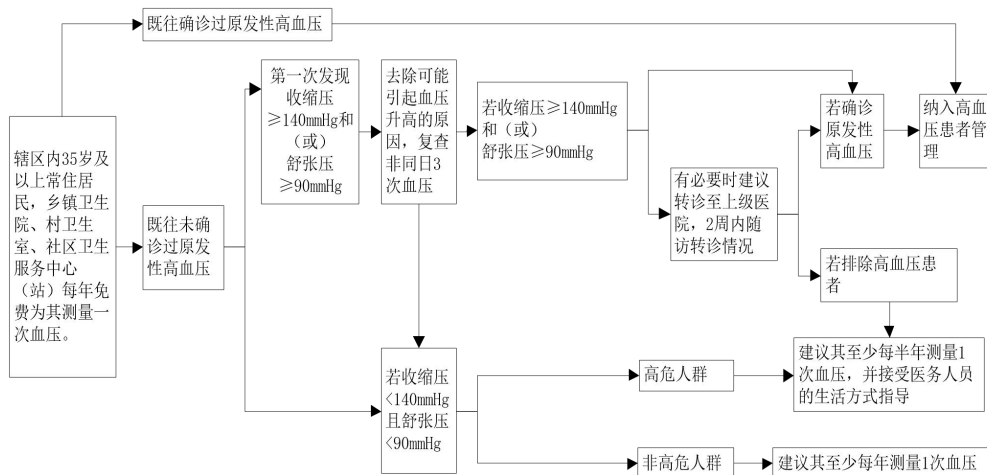 既往确诊过原发性高血压
辖区内35岁及
以上常住居
民，乡镇卫生
院、村卫生
室、社区卫生
服务中心
（站）每年免
费为其测量一
次血压。
既往未确
诊过原发
性高血压
第一次发现
收缩压
≥140mmHg和
（或）
舒张压
≥90mmHg
去除可能
引起血压
升高的原
因，复查
非同日3
次血压
若收缩压≥140mmHg
和（或）
舒张压≥90mmHg
有必要时建议
转诊至上级医
院，2周内随
访转诊情况
若确诊
原发性
高血压
纳入高血
压患者管
理
若排除高血压患
者
若收缩压
<140mmHg
且舒张压
<90mmHg
高危人群
建议其至少每半年测量1
次血压，并接受医务人员
的生活方式指导
非高危人群
建议其至少每年测量1次血压